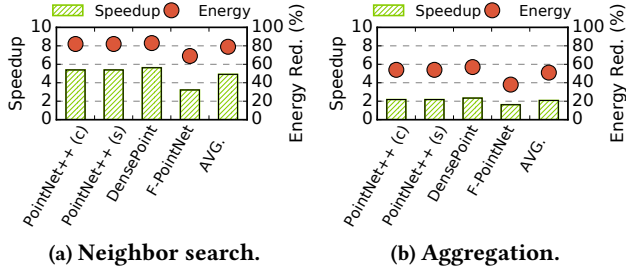 Speedup Energy
Speedup
10
8
6
4
2
0
100
80
60
40
20
0
Energy Red. (%)
PointNet++ (c)
PointNet++ (s)
DensePoint
F-PointNet
AVG.
(a) Neighbor search.
Speedup Energy
Speedup
10
8
6
4
2
0
100
80
60
40
20
0
Energy Red. (%)
PointNet++ (c)
PointNet++ (s)
DensePoint
F-PointNet
AVG.
(b) Aggregation.